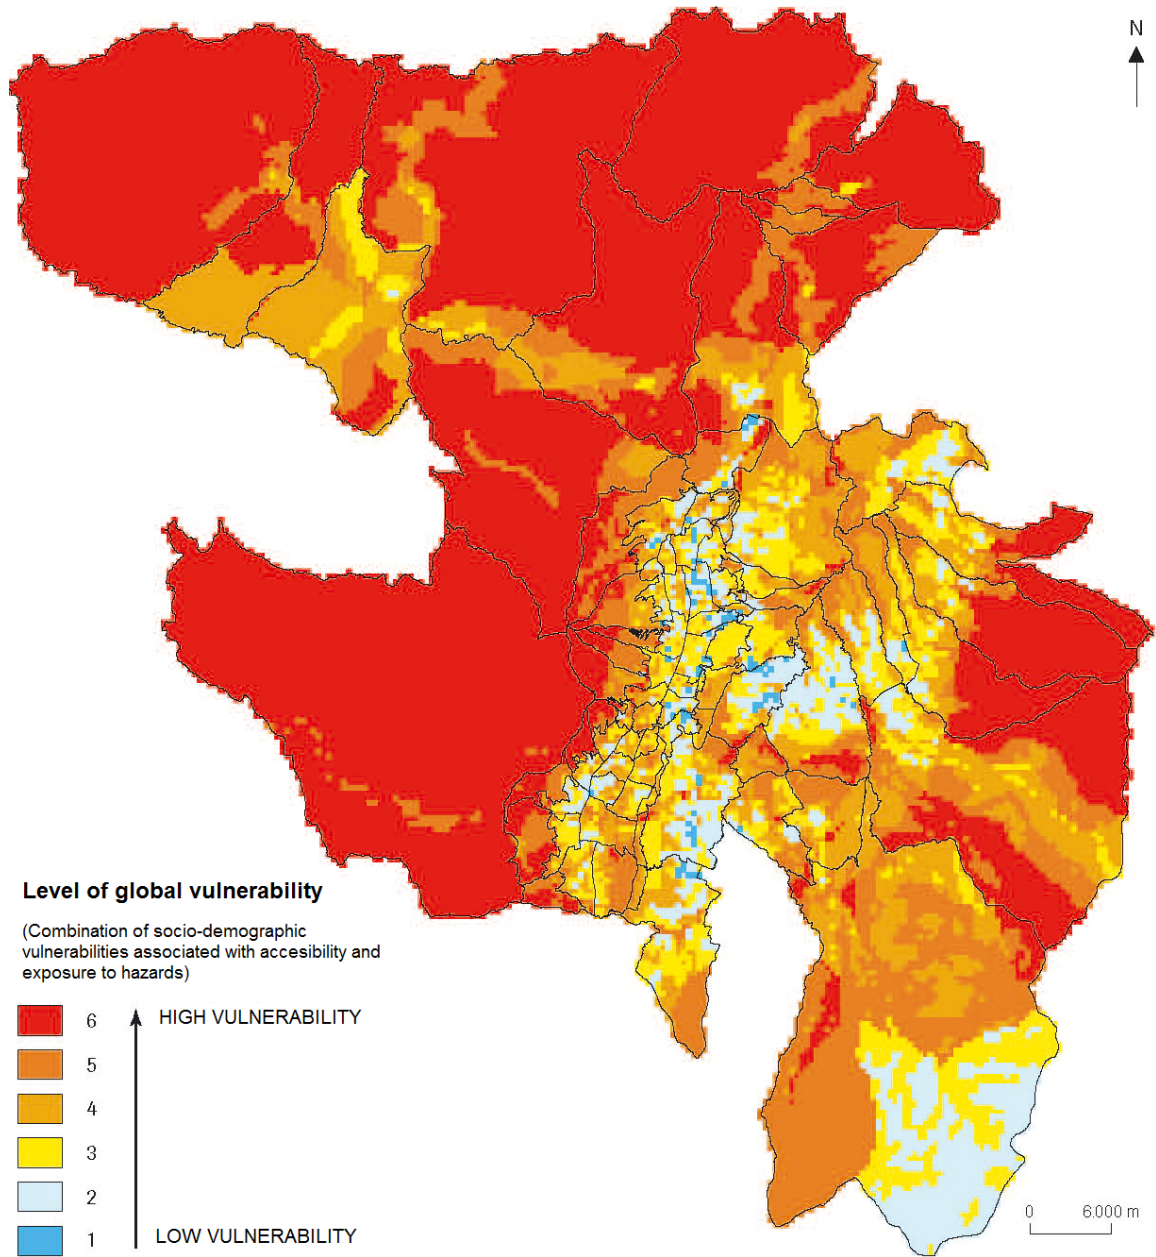 N
Level of global vulnerability
(Combination of socio-demographic
vulnerabilities associated with accesibility and
exposure to hazards)
6 HIGH VULNERABILITY
5
4
3
2
1 LOW VULNERABILITY
0 6.000 m